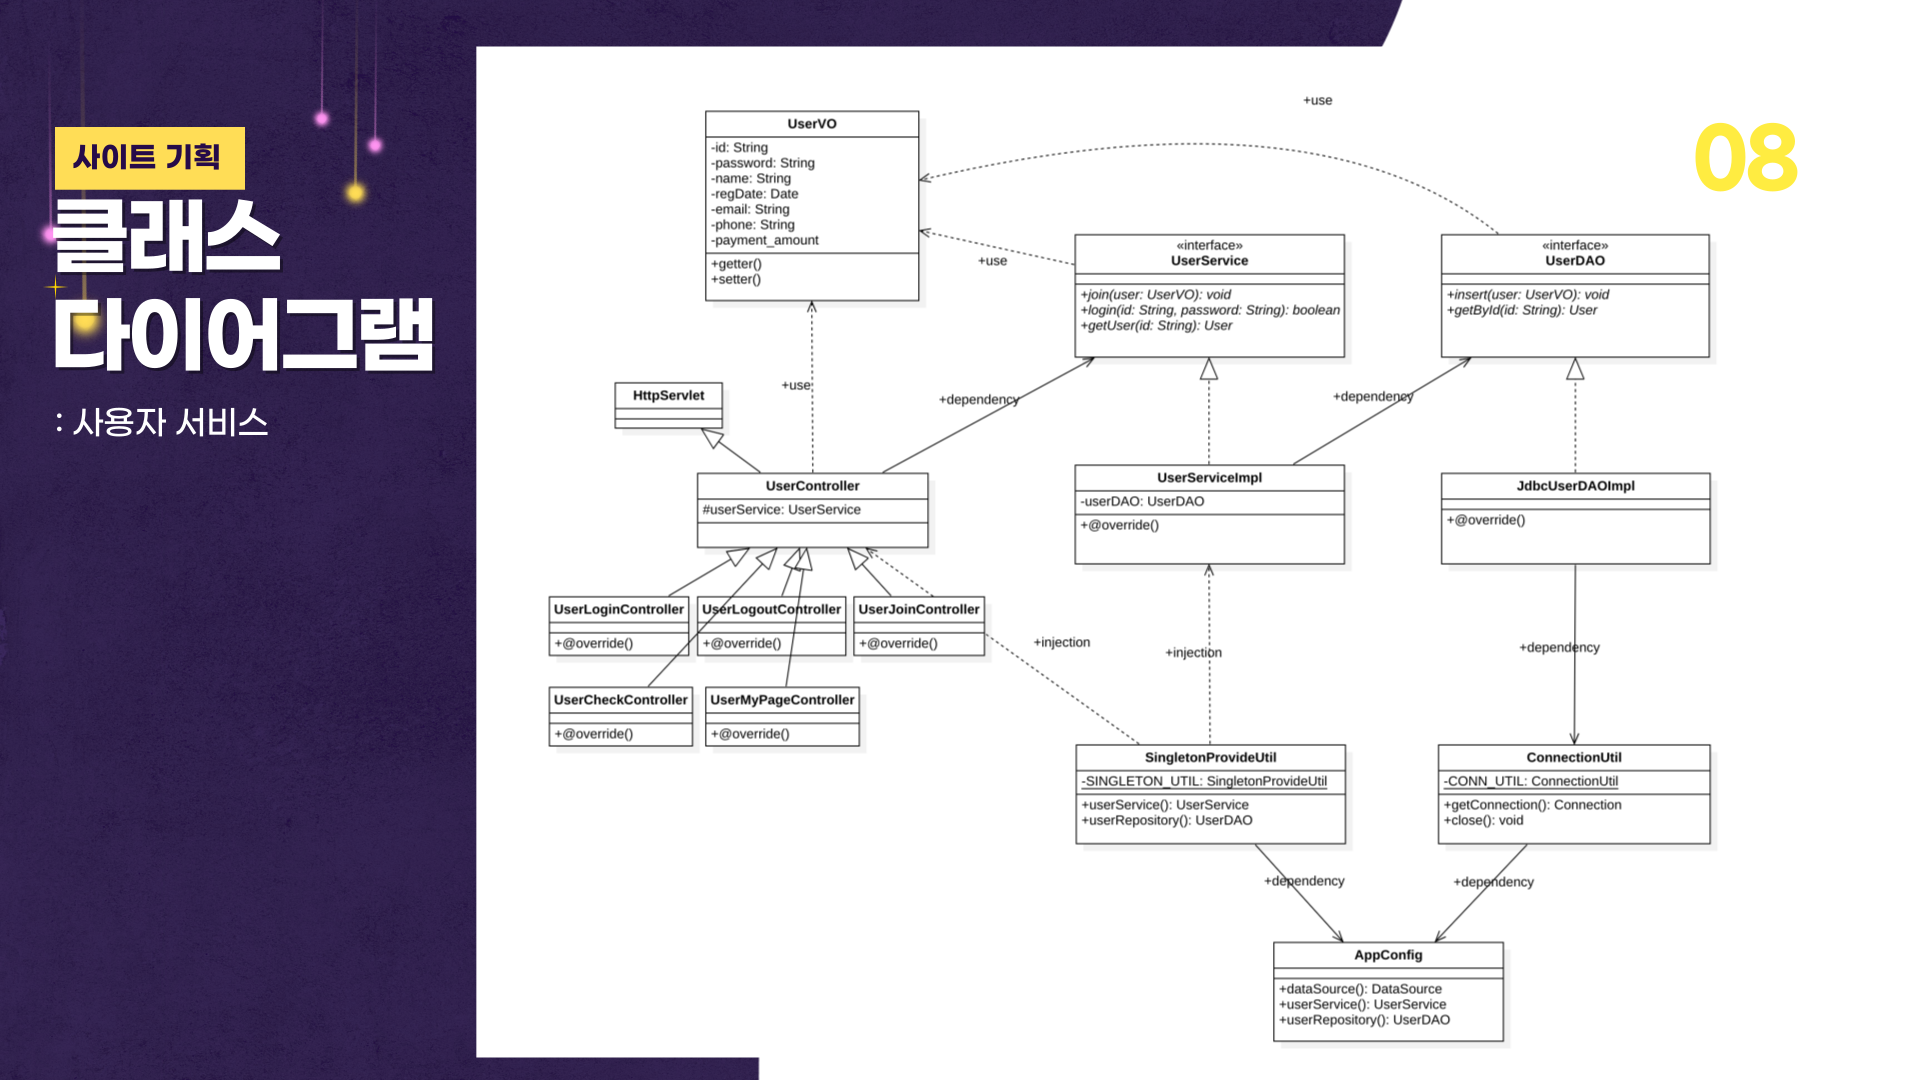 사이트 기획
클래스
다이어그램
: 사용자 서비스
08
+use
UserVO
-id: String
-password: String
-name: String
-regDate: Date
-email: String
-phone: String
-payment_amount
+getter()
+setter()
+use
«interface»
UserService
+join(user: UserVO): void
+login(id: String, password: String): boolean
+getUser(id: String): User
«interface»
UserDAO
+insert(user: UserVO): void
+getById(id: String): User
+use
+dependency
+dependency
HttpServlet
UserController
#userService: UserService
UserServiceImpl
-userDAO: UserDAO
+@override()
JdbcUserDAOImpl
+@override()
UserLoginController
+@override()
UserLogoutController
+@override()
UserJoinController
+@override()
+injection
+injection
+dependency
UserCheckController
+@override()
UserMyPageController
+@override()
SingletonProvideUtil
-SINGLETON_UTIL: SingletonProvideUtil
+userService(): UserService
+userRepository(): UserDAO
ConnectionUtil
-CONN_UTIL: ConnectionUtil
+getConnection(): Connection
+close(): void
+dependency
+dependency
AppConfig
+dataSource(): DataSource
+userService(): UserService
+userRepository(): UserDAO